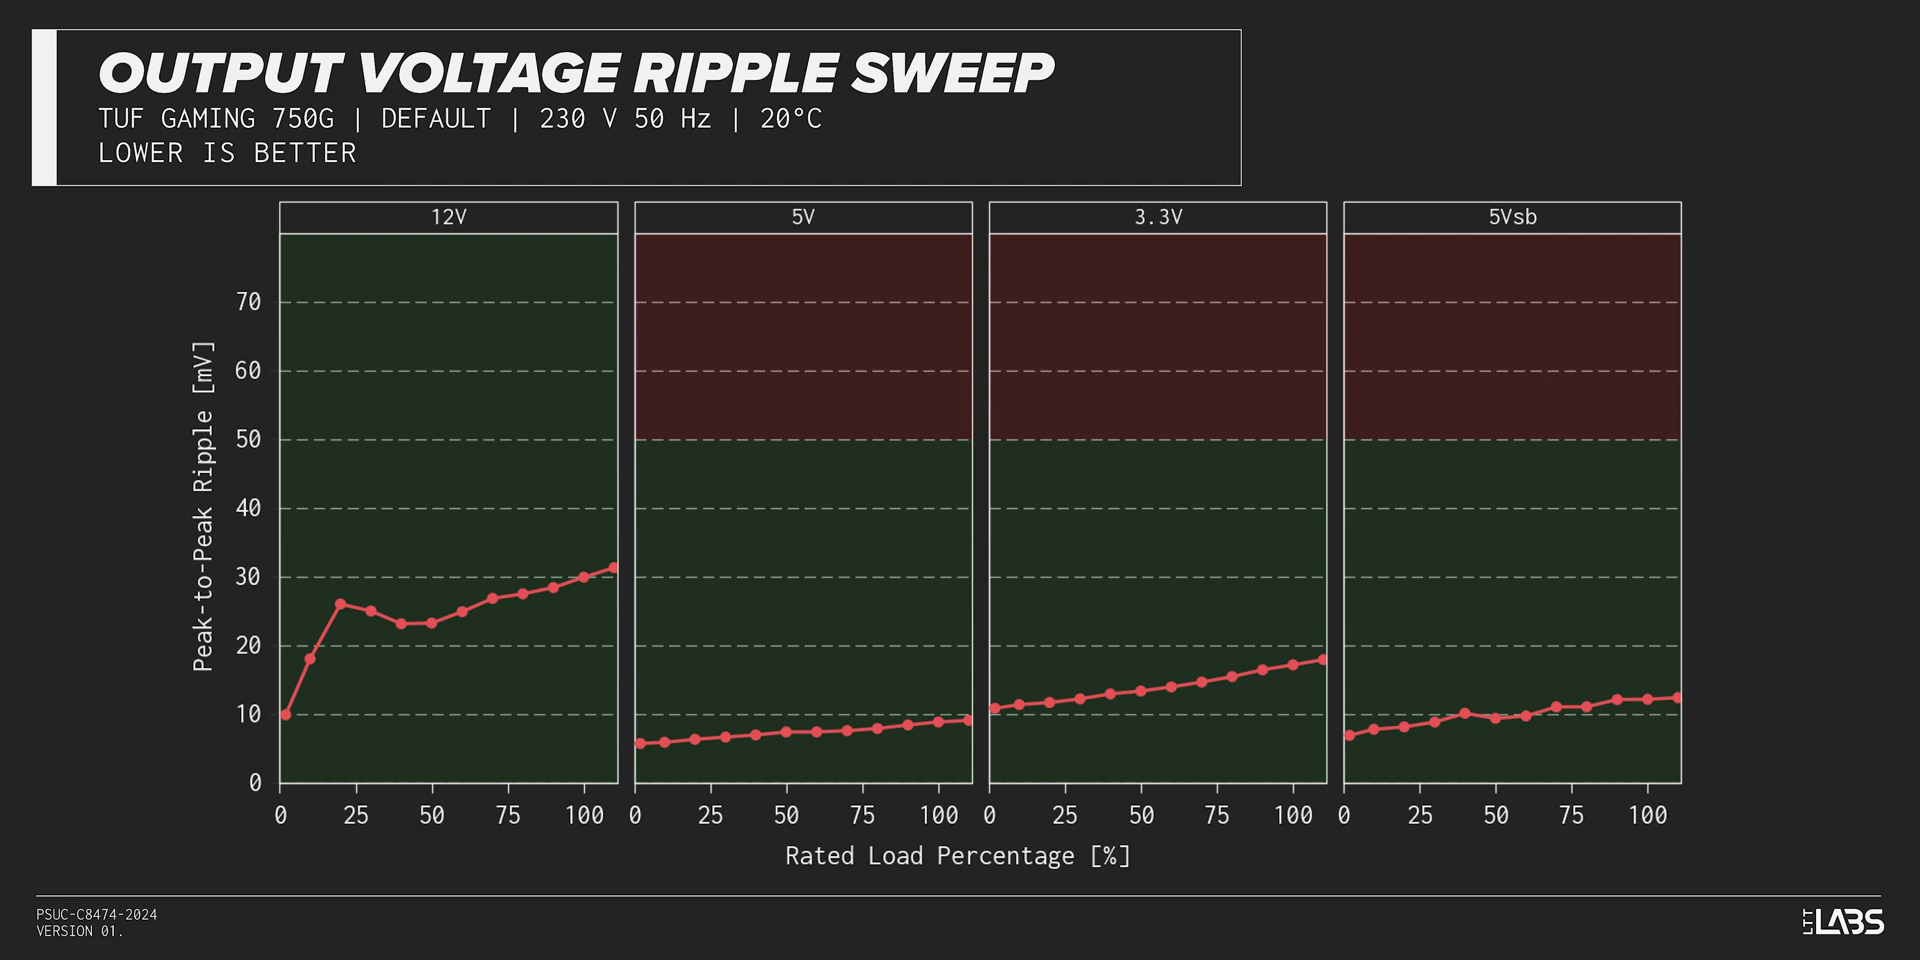 OUTPUT VOLTAGE RIPPLE SWEEP
TUF GAMING 750G | DEFAULT | 230 V 50 Hz | 20°C
LOWER IS BETTER
12V 5V 3.3V 5Vsb
Peak-to-Peak Ripple [mV]
70
60
50
40
30
20
10
0
0 25 50 75 100 0 25 50 75 100 0 25 50 75 100 0 25 50 75 100
Rated Load Percentage [%]
PSUC-C8474-2024
VERSION 01.
LTT LABS